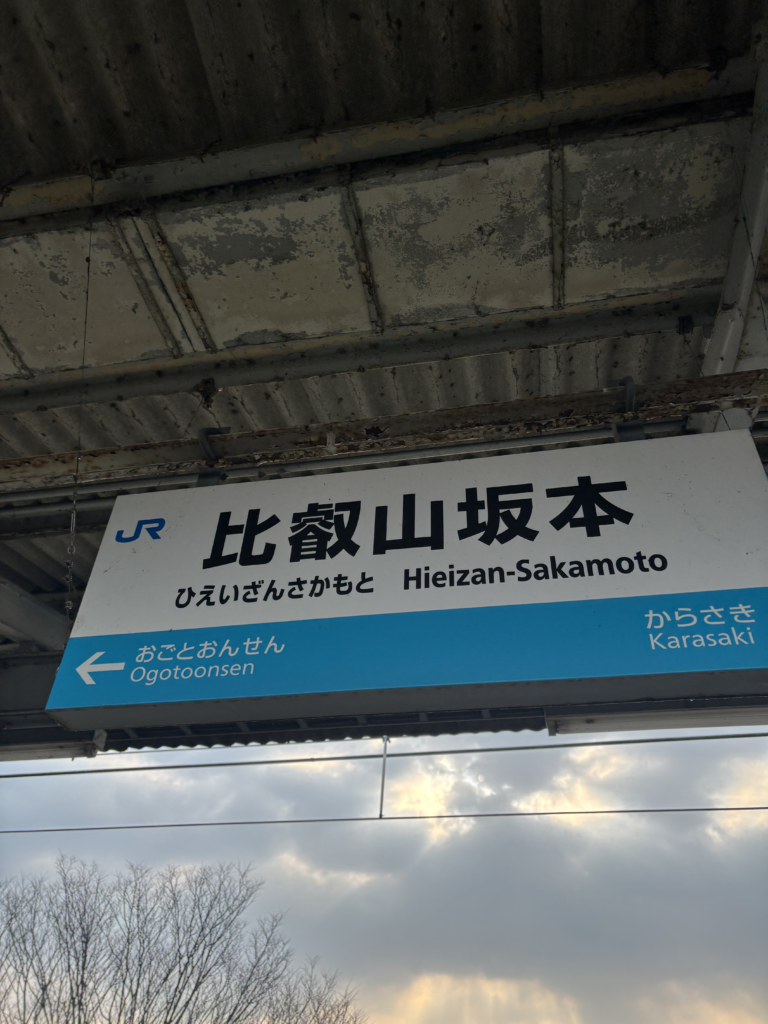 JR 比叡山坂本
ひえいざんさかもと Hieizan-Sakamoto
おごとおんせん からさき
Ogotoonsen Karasaki